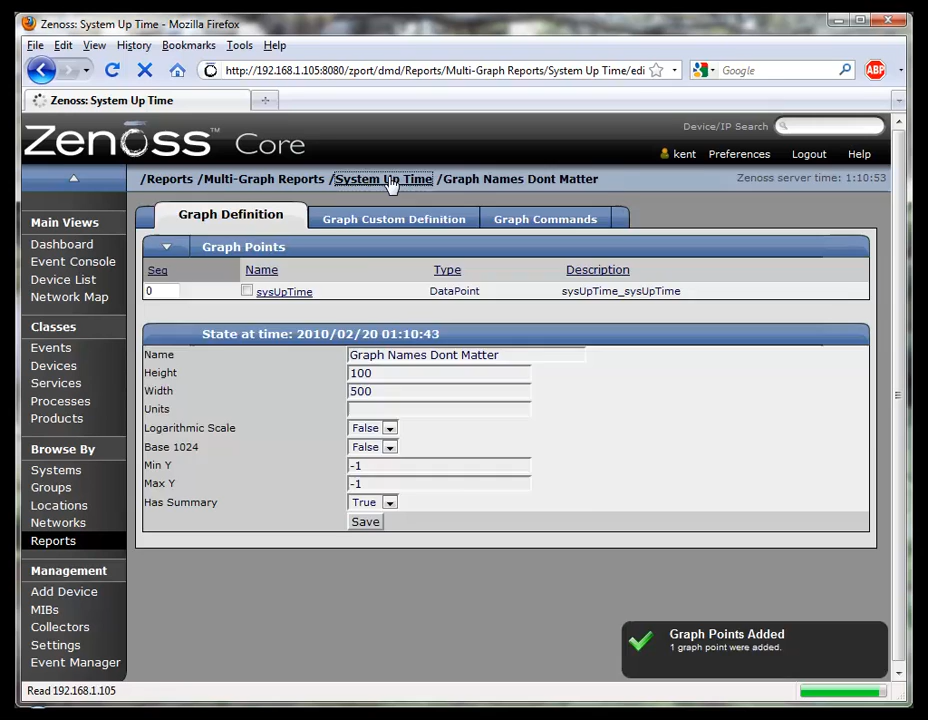 Zenoss: System Up Time - Mozilla Firefox
File Edit View History Bookmarks Tools Help
http://192.168.1.105:8080/zport/dmd/Reports/Multi-Graph Reports/System Up Time/edi
Google
ABP
Zenoss: System Up Time
Zenoss™ Core
Device/IP Search
kent Preferences Logout Help
/Reports /Multi-Graph Reports /System Up Time /Graph Names Dont Matter
Zenoss server time: 1:10:53
Main Views
Dashboard
Event Console
Device List
Network Map
Classes
Events
Devices
Services
Processes
Products
Browse By
Systems
Groups
Locations
Networks
Reports
Management
Add Device
MIBs
Collectors
Settings
Event Manager
Graph Definition Graph Custom Definition Graph Commands
Graph Points
Seq Name Type Description
0 sysUpTime DataPoint sysUpTime_sysUpTime
State at time: 2010/02/20 01:10:43
Name Graph Names Dont Matter
Height 100
Width 500
Units
Logarithmic Scale False
Base 1024 False
Min Y -1
Max Y -1
Has Summary True
Save
Graph Points Added
1 graph point were added.
Read 192.168.1.105